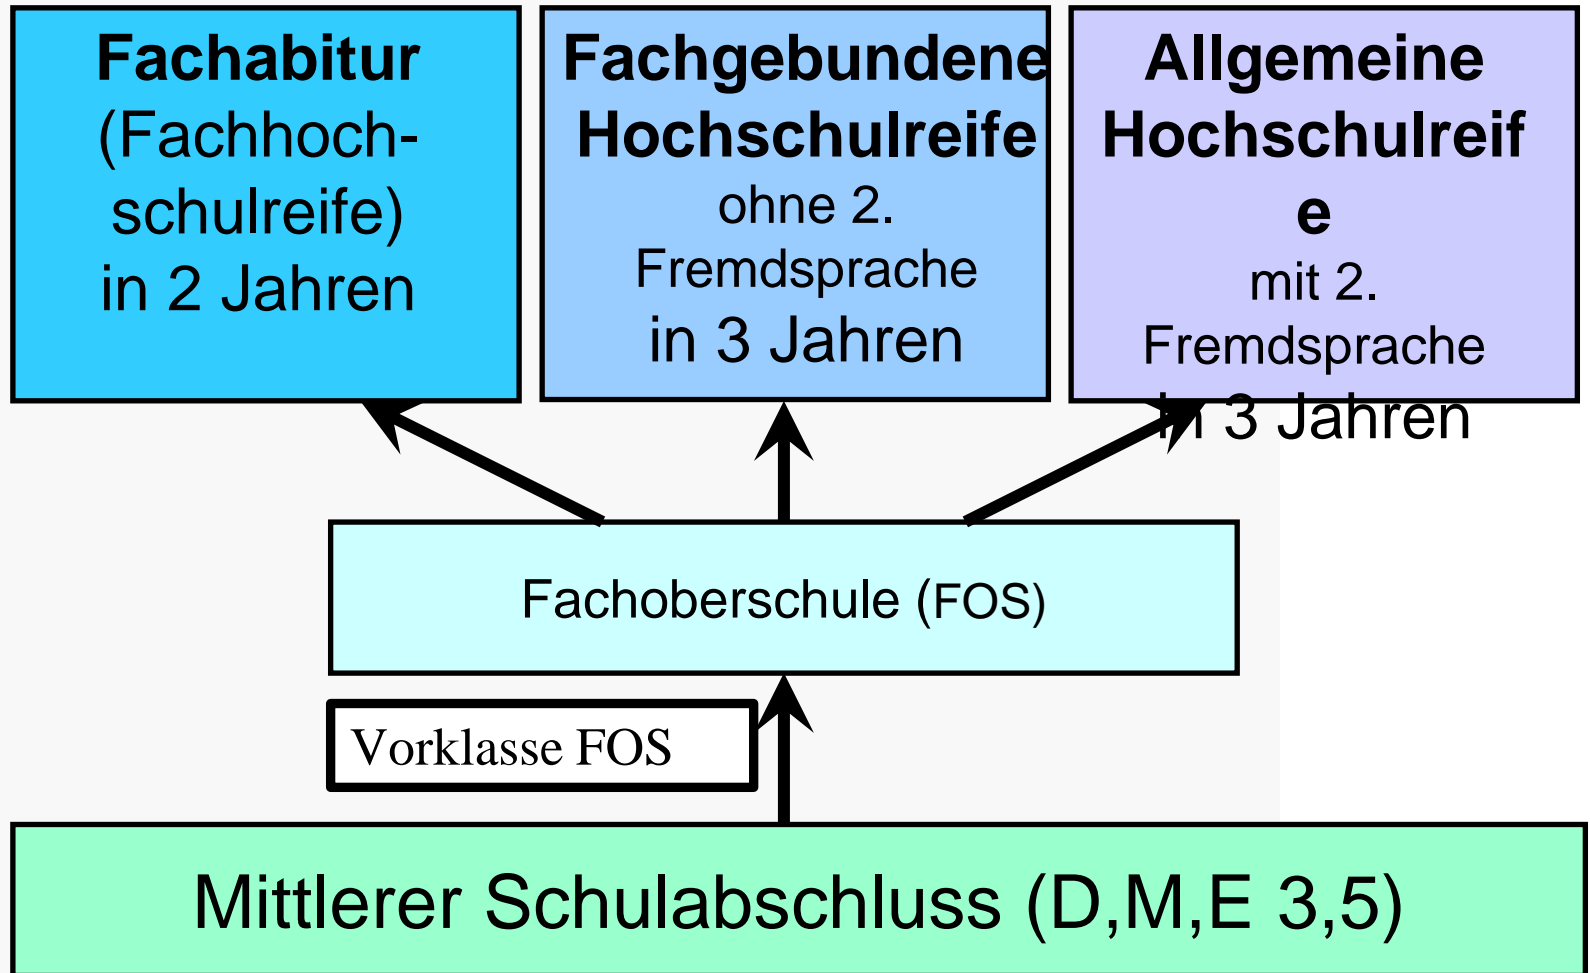 Fachabitur
(Fachhoch-
schulreife)
in 2 Jahren
Fachgebundene
Hochschulreife
ohne 2.
Fremdsprache
in 3 Jahren
Allgemeine
Hochschulreif
e
mit 2.
Fremdsprache
in 3 Jahren
Fachoberschule (FOS)
Vorklasse FOS
Mittlerer Schulabschluss (D,M,E 3,5)